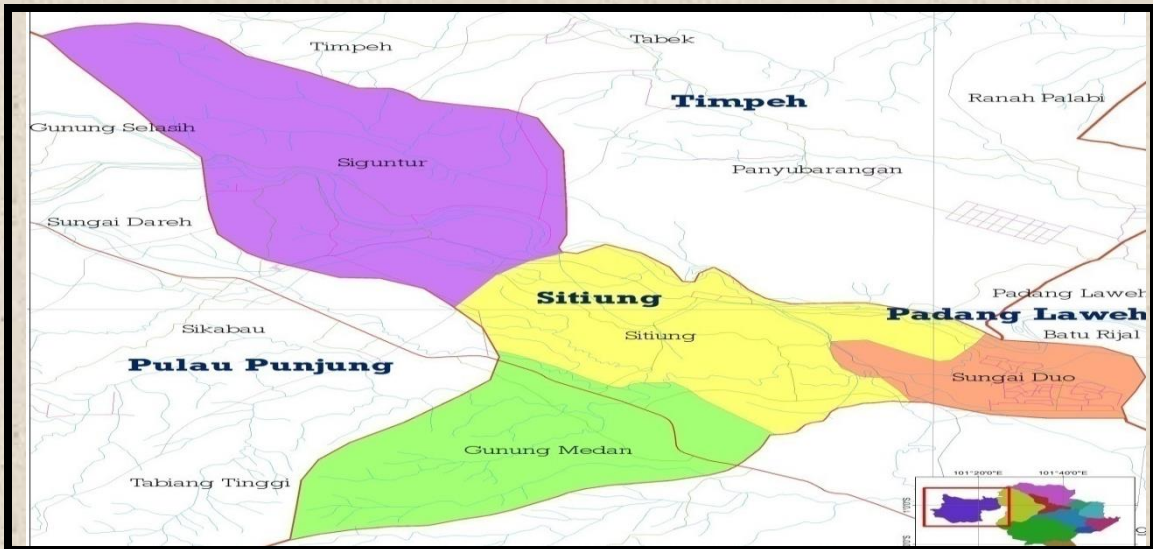 Timpeh
Tabek
Timpeh
Ranah Palabi
Gunung Selasih
Siguntur
Panyubarangan
Sungai Dareh
Sitiung
Padang Laweh
Padang Laweh
Sikabau
Sitiung
Batu Rijal
Pulau Punjung
Sungai Duo
Gunung Medan
Tabiang Tinggi
101°20'0"E 101°40'0"E